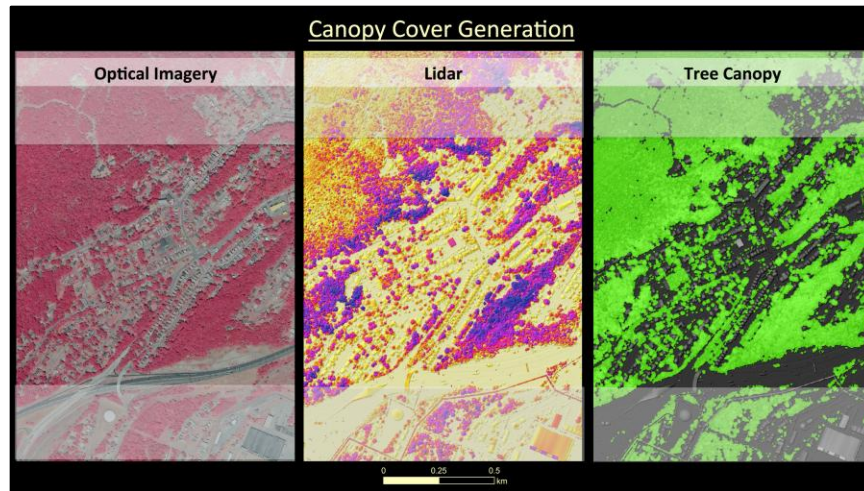 Canopy Cover Generation
Optical Imagery
Lidar
Tree Canopy
0 0.25 0.5
km